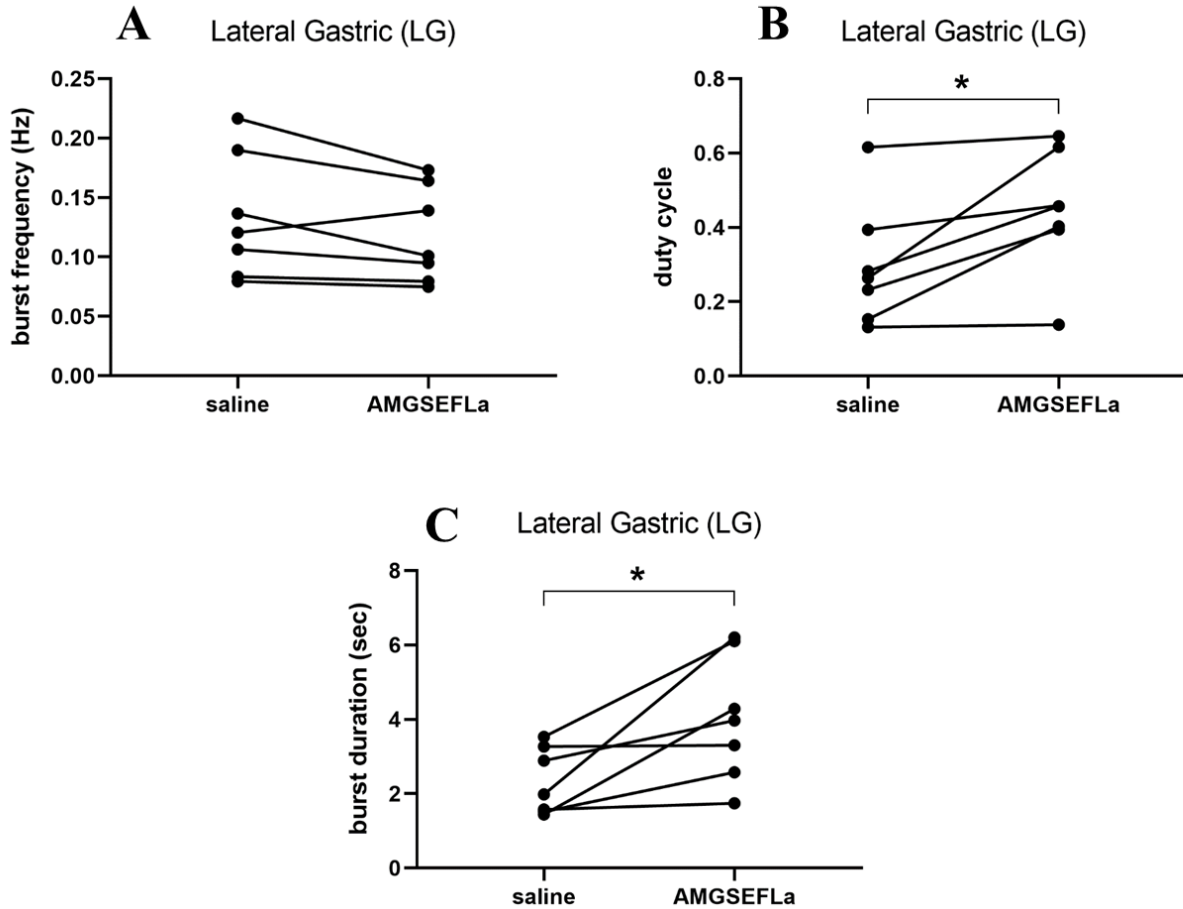 A Lateral Gastric (LG)
burst frequency (Hz)
0.25
0.20
0.15
0.10
0.05
0.00
saline AMGSEFLa
B Lateral Gastric (LG)
duty cycle
0.8
0.6
0.4
0.2
0.0
*
saline AMGSEFLa
C Lateral Gastric (LG)
burst duration (sec)
8
6
4
2
0
*
saline AMGSEFLa